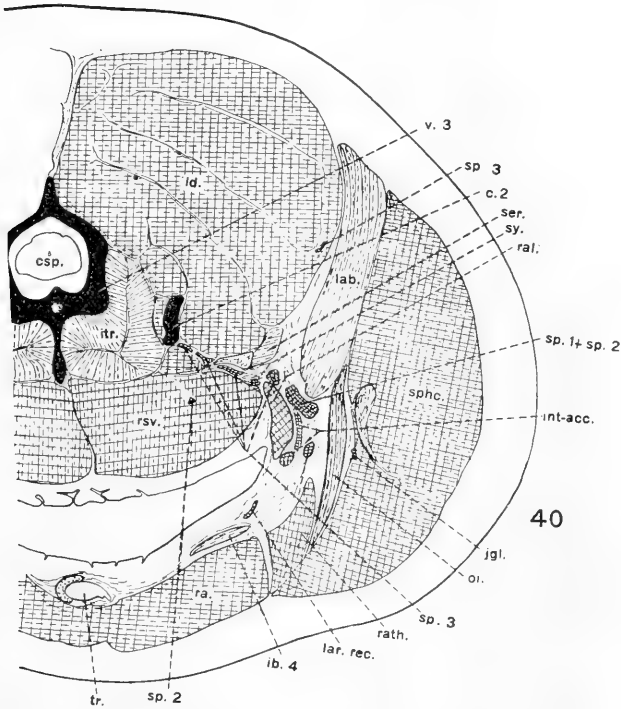 v. 3
sp. 3
c. 2
ser.
sy.
ral.
ld.
csp.
lab.
itr.
sp. 1 + sp. 2
sphc.
int-acc.
rsv.
40
jgl.
oi.
ra.
sp. 3
rath.
lar. rec.
ib. 4
sp. 2
tr.